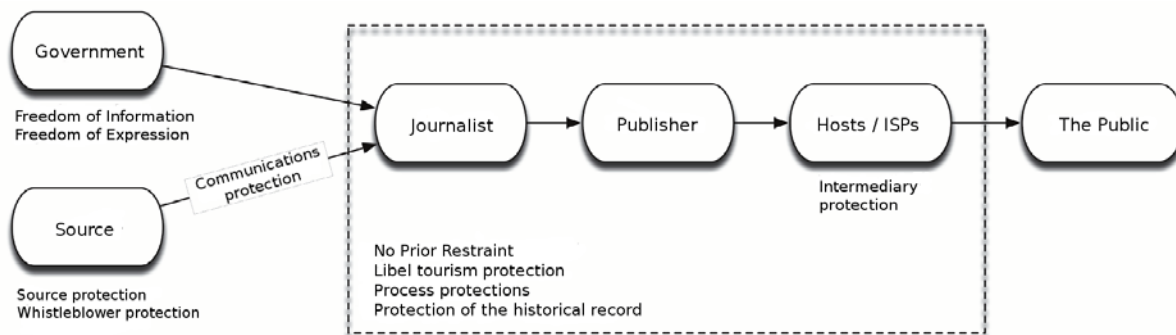 Government
Freedom of Information
Freedom of Expression
Communications
protection
Source
Source protection
Whistleblower protection
Journalist
Publisher
Hosts / ISPs
Intermediary
protection
No Prior Restraint
Libel tourism protection
Process protections
Protection of the historical record
The Public